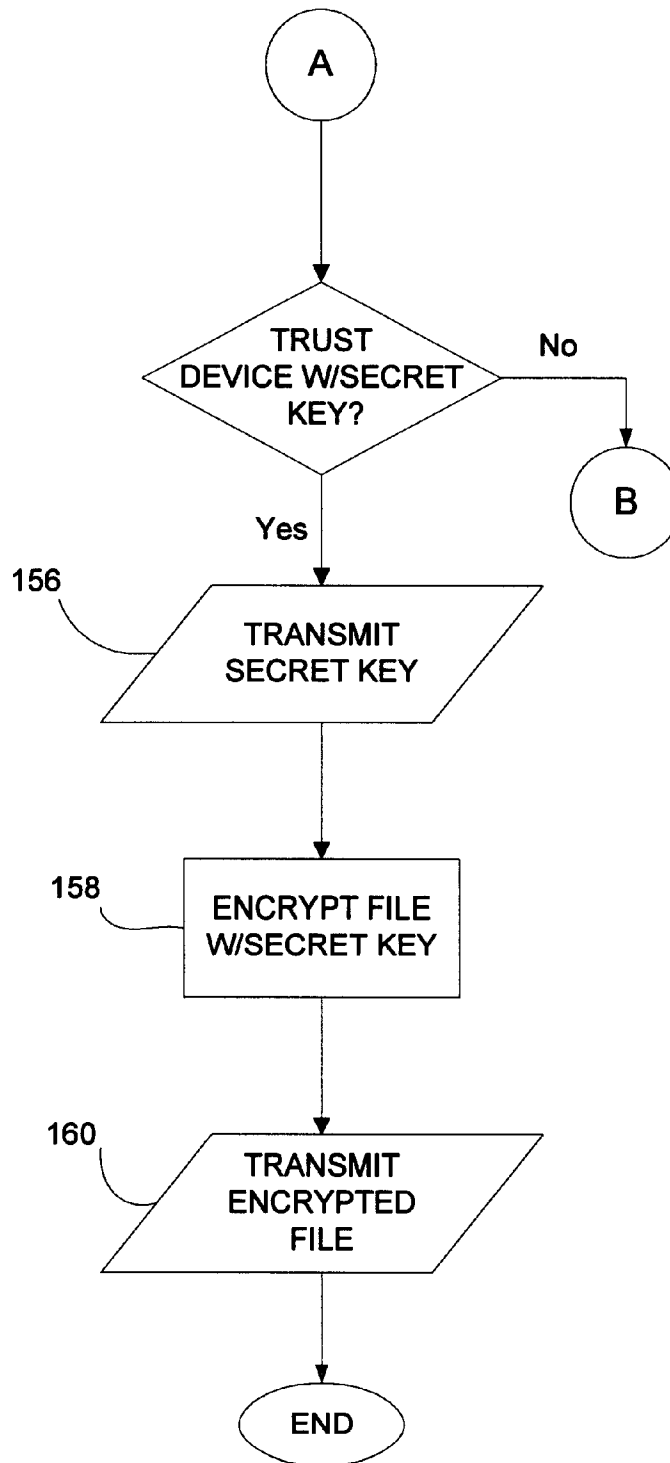 A
TRUST
DEVICE W/SECRET
KEY?
No
B
Yes
156
TRANSMIT
SECRET KEY
158
ENCRYPT FILE
W/SECRET KEY
160
TRANSMIT
ENCRYPTED
FILE
END